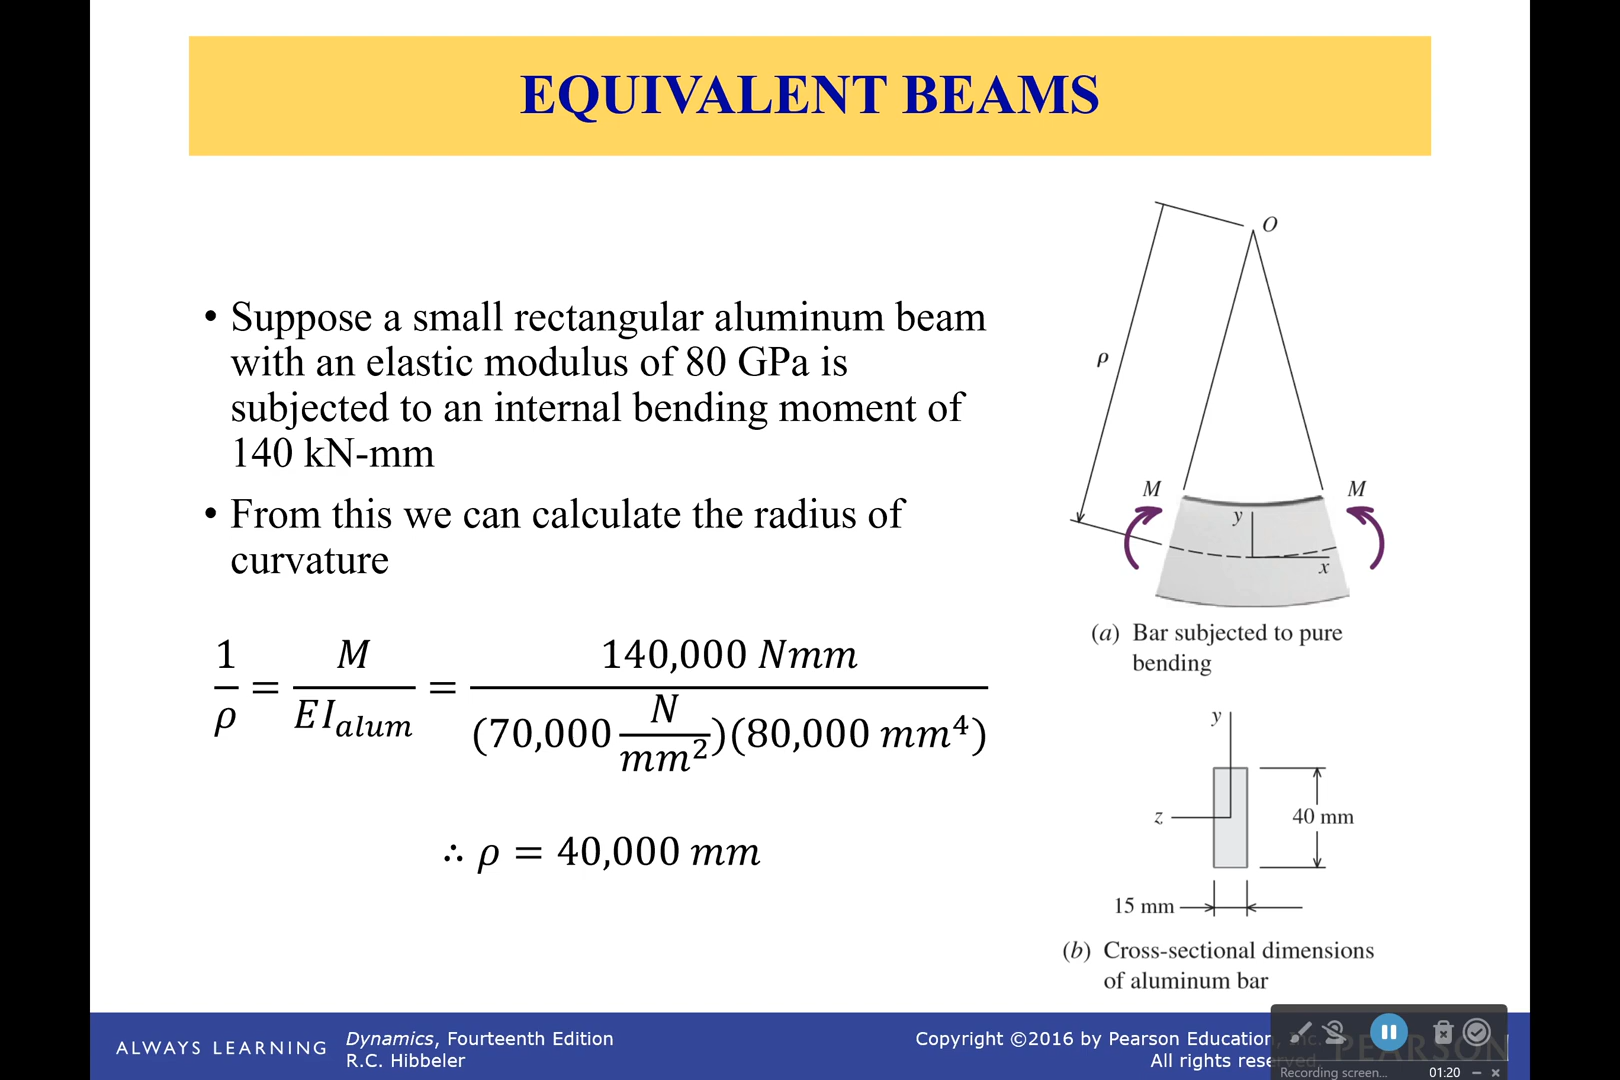 EQUIVALENT BEAMS
• Suppose a small rectangular aluminum beam
with an elastic modulus of 80 GPa is
subjected to an internal bending moment of
140 kN-mm
• From this we can calculate the radius of
curvature
1/ρ = M/EI_alum = 140,000 Nmm/((70,000 N/mm²)(80,000 mm⁴))
∴ ρ = 40,000 mm
O
ρ
M
M
y
x
(a) Bar subjected to pure
bending
y
z
40 mm
15 mm
(b) Cross-sectional dimensions
of aluminum bar
ALWAYS LEARNING
Dynamics, Fourteenth Edition
R.C. Hibbeler
Copyright ©2016 by Pearson Education, Inc.
All rights reserved.
PEARSON
Recording screen...
01:20